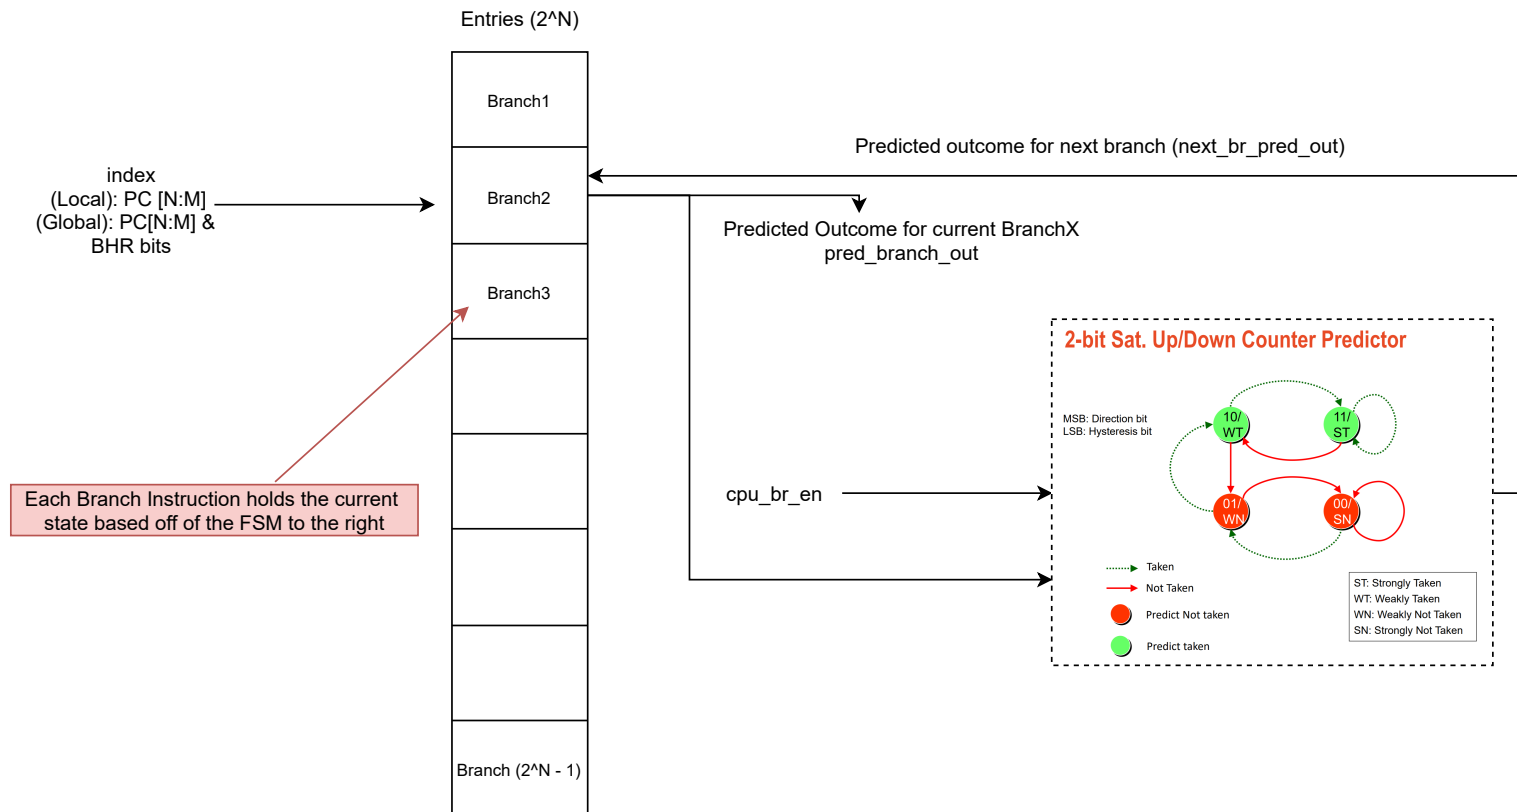 Entries (2^N)
Branch1
Branch2
Branch3
Branch (2^N - 1)
index
(Local): PC [N:M]
(Global): PC[N:M] &
BHR bits
Each Branch Instruction holds the current
state based off of the FSM to the right
Predicted outcome for next branch (next_br_pred_out)
Predicted Outcome for current BranchX
pred_branch_out
cpu_br_en
2-bit Sat. Up/Down Counter Predictor
MSB: Direction bit
LSB: Hysteresis bit
10/
WT
11/
ST
01/
WN
00/
SN
Taken
Not Taken
Predict Not taken
Predict taken
ST: Strongly Taken
WT: Weakly Taken
WN: Weakly Not Taken
SN: Strongly Not Taken